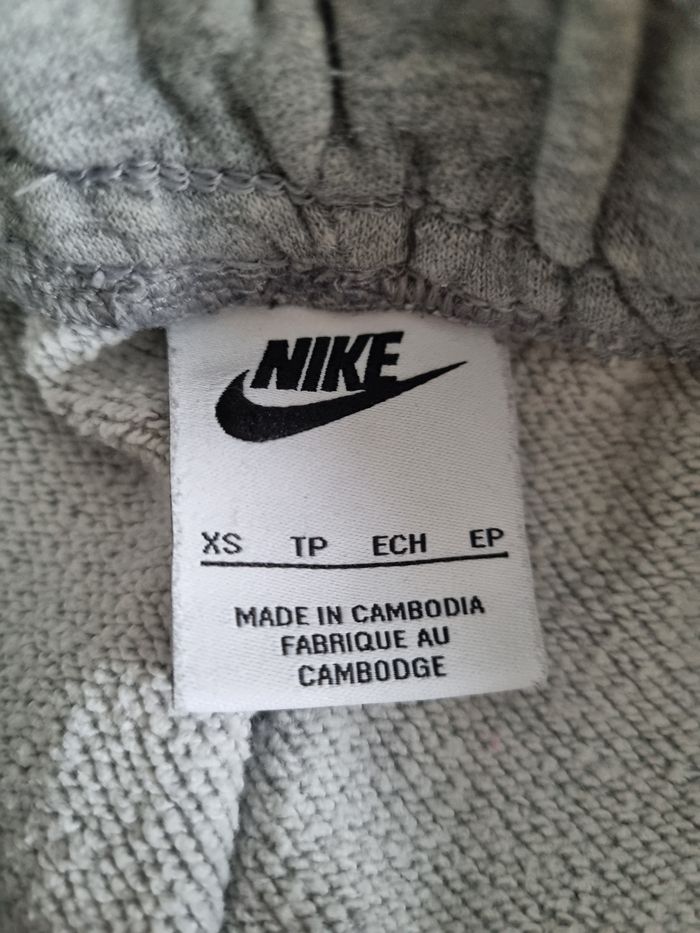 NIKE
XS TP ECH EP
MADE IN CAMBODIA
FABRIQUE AU
CAMBODGE